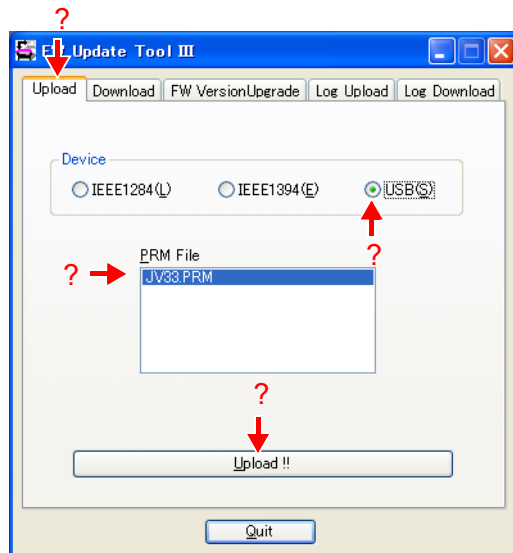 ?
FW Update Tool III
Upload Download FW VersionUpgrade Log Upload Log Download
Device
IEEE1284(L) IEEE1394(E) USB(S)
?
PRM File
?
JV33.PRM
?
Upload !!
Quit